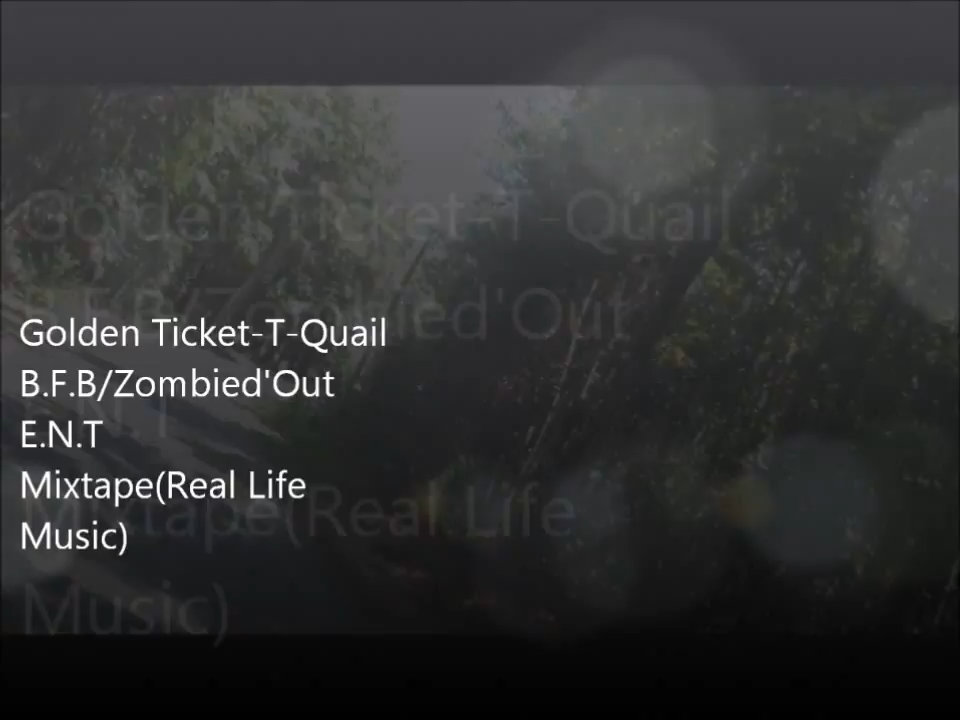 Golden Ticket-T-Quail
B.F.B/Zombied'Out
E.N.T
Mixtape(Real Life
Music)